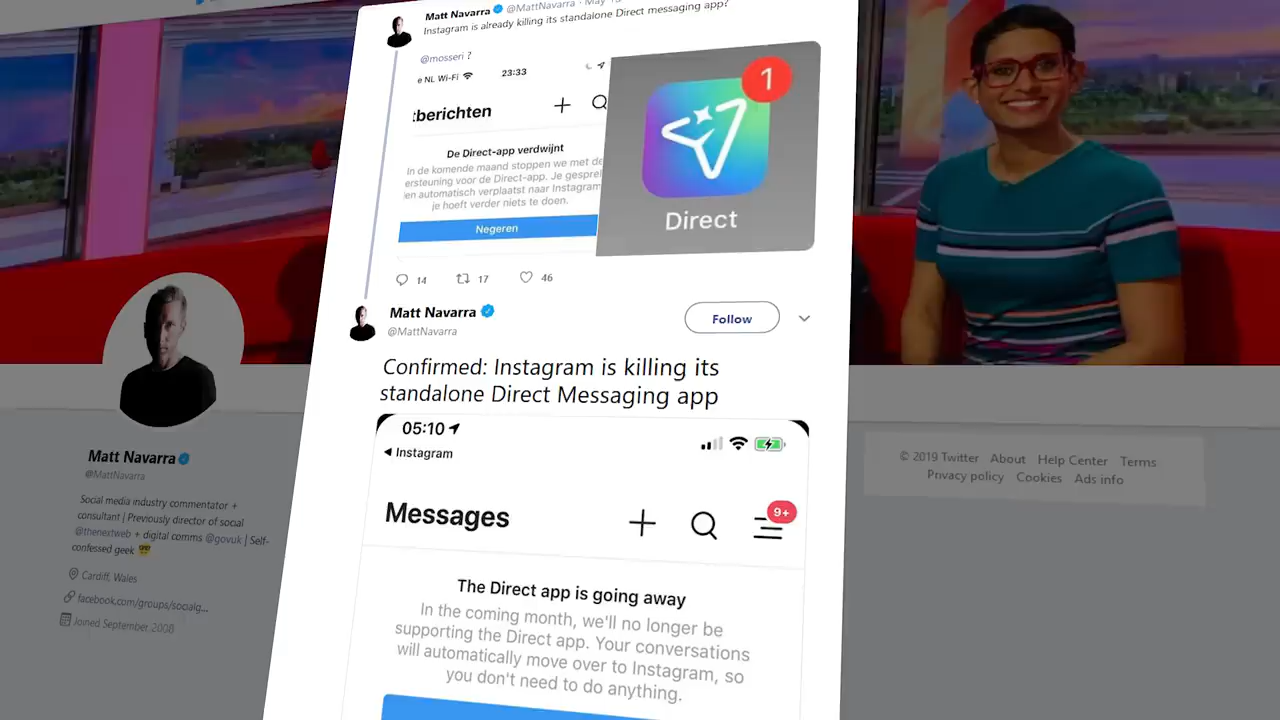 Matt Navarra @MattNavarra · May
Instagram is already killing its standalone Direct messaging app?
@mosseri ?
e NL Wi-Fi 23:33
berichten
De Direct-app verdwijnt
In de komende maand stoppen we met de
ersteuning voor de Direct-app. Je gespre
en automatisch verplaatst naar Instagram
je hoeft verder niets te doen.
Negeren
1
Direct
14 17 46
Matt Navarra
@MattNavarra
Follow
Confirmed: Instagram is killing its
standalone Direct Messaging app
05:10
Instagram
Messages
9+
The Direct app is going away
In the coming month, we'll no longer be
supporting the Direct app. Your conversations
will automatically move over to Instagram, so
you don't need to do anything.
Matt Navarra
@MattNavarra
Social media industry commentator +
consultant | Previously director of social
@thenextweb + digital comms @govuk | Self-
confessed geek
Cardiff, Wales
facebook.com/groups/socialg...
Joined September 2008
© 2019 Twitter About Help Center Terms
Privacy policy Cookies Ads info